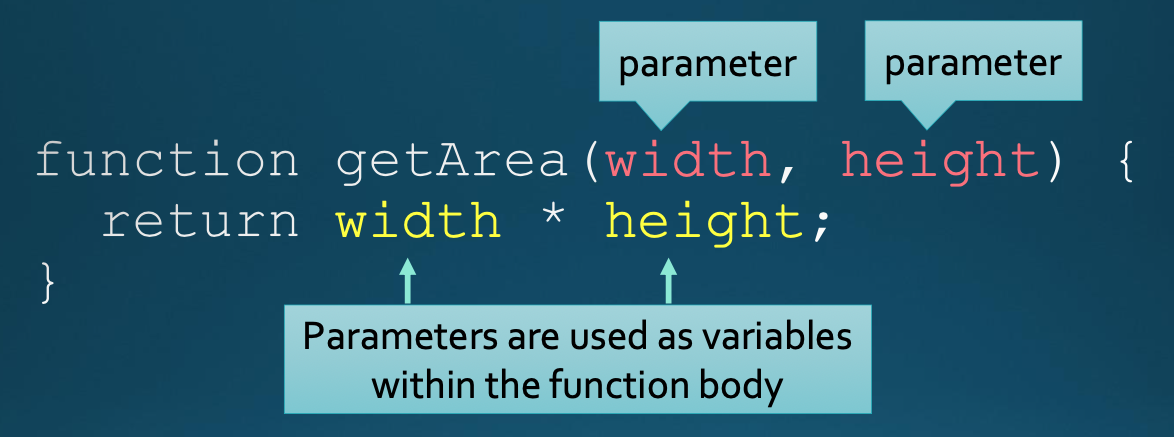 parameter
parameter
function getArea(width, height) {
return width * height;
}
Parameters are used as variables
within the function body